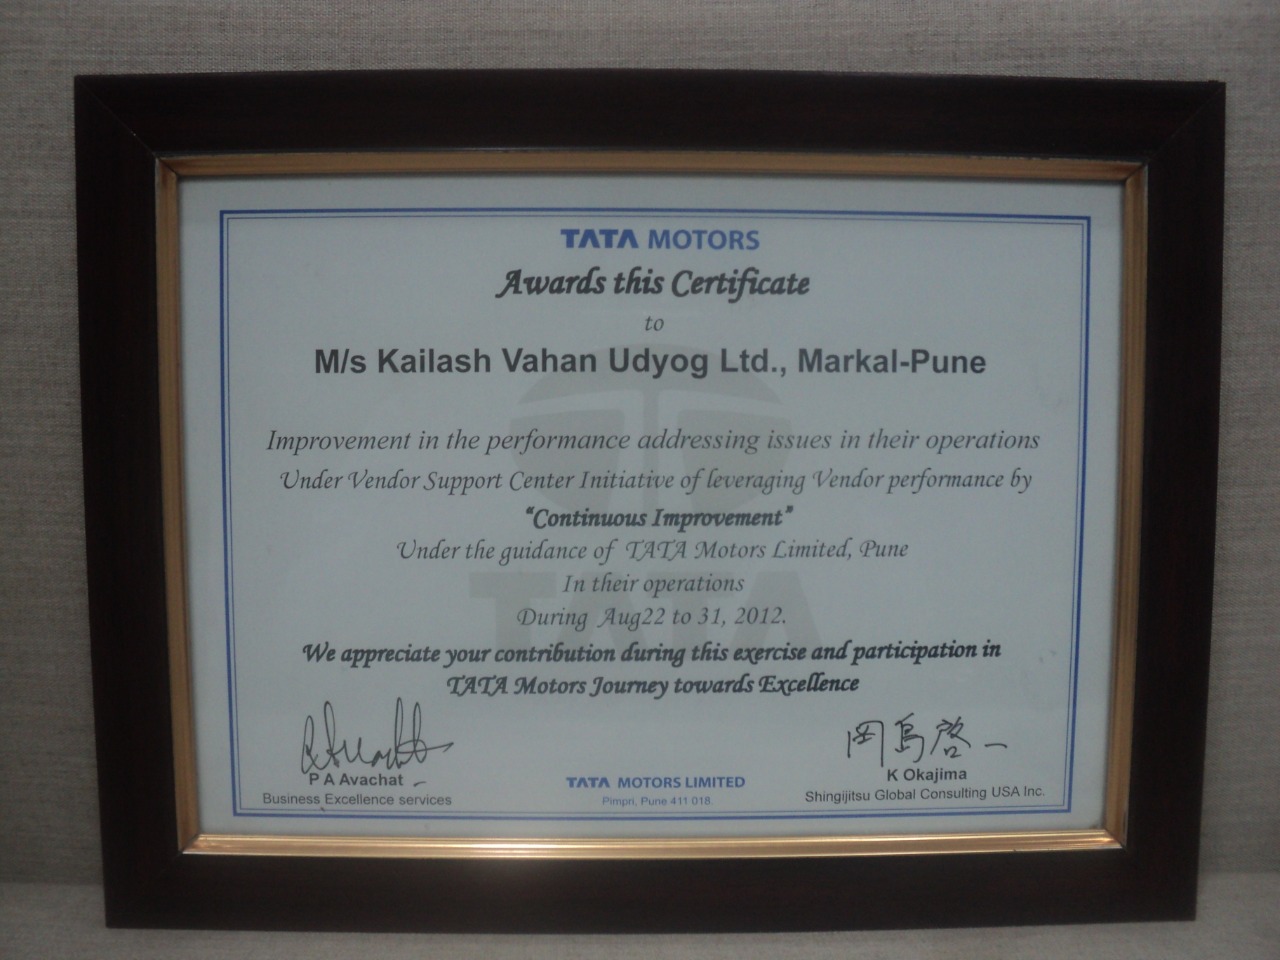 TATA MOTORS
Awards this Certificate
to
M/s Kailash Vahan Udyog Ltd., Markal-Pune
Improvement in the performance addressing issues in their operations
Under Vendor Support Center Initiative of leveraging Vendor performance by
“Continuous Improvement”
Under the guidance of TATA Motors Limited, Pune
In their operations
During Aug22 to 31, 2012.
We appreciate your contribution during this exercise and participation in
TATA Motors Journey towards Excellence
TATA
岡島啓一
P A Avachat
K Okajima
Business Excellence services
Shingijitsu Global Consulting USA Inc.
TATA MOTORS LIMITED
Pimpri, Pune 411 018.